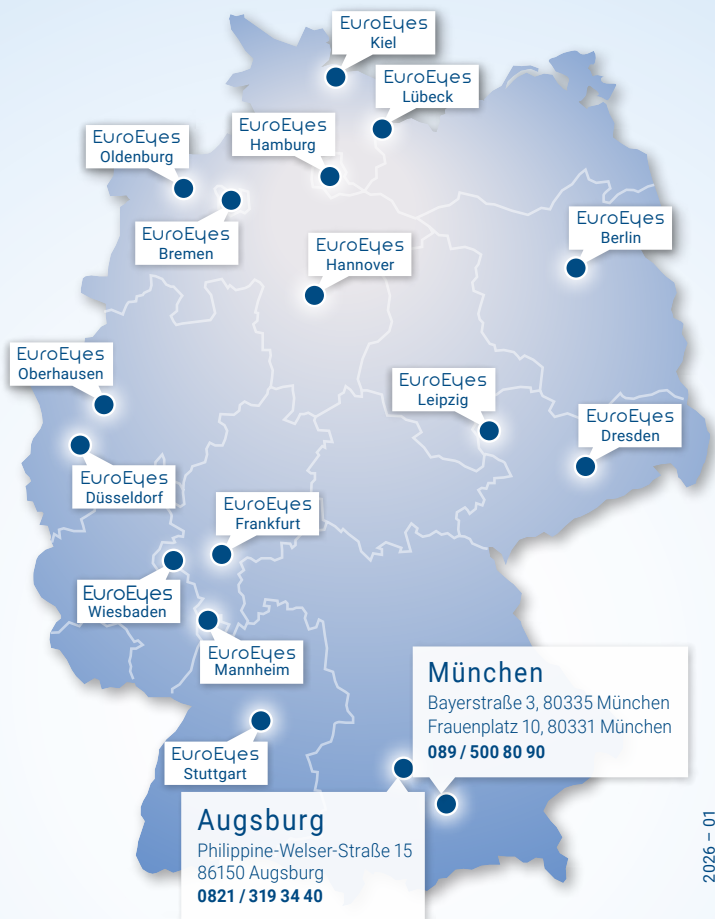 EuroEyes
Kiel
EuroEyes
Lübeck
EuroEyes
Hamburg
EuroEyes
Oldenburg
EuroEyes
Bremen
EuroEyes
Berlin
EuroEyes
Hannover
EuroEyes
Oberhausen
EuroEyes
Leipzig
EuroEyes
Dresden
EuroEyes
Düsseldorf
EuroEyes
Frankfurt
EuroEyes
Wiesbaden
EuroEyes
Mannheim
EuroEyes
Stuttgart
München
Bayerstraße 3, 80335 München
Frauenplatz 10, 80331 München
089 / 500 80 90
Augsburg
Philippine-Welser-Straße 15
86150 Augsburg
0821 / 319 34 40
2026 – 01